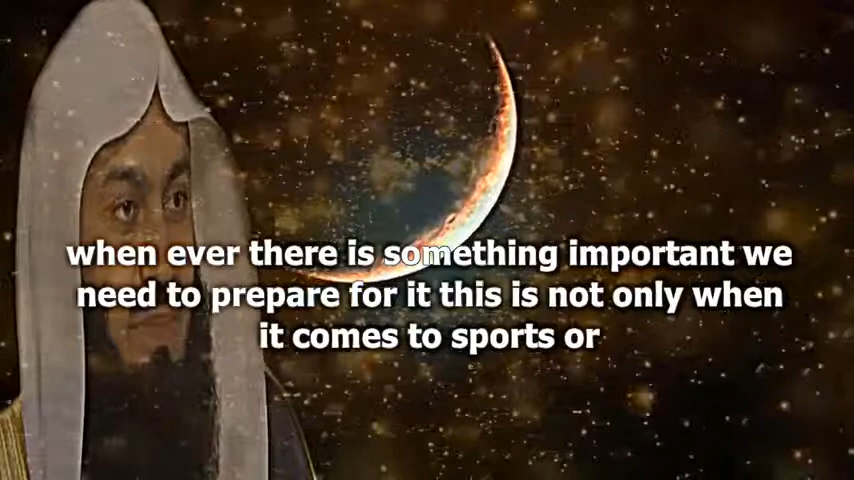 when ever there is something important we
need to prepare for it this is not only when
it comes to sports or